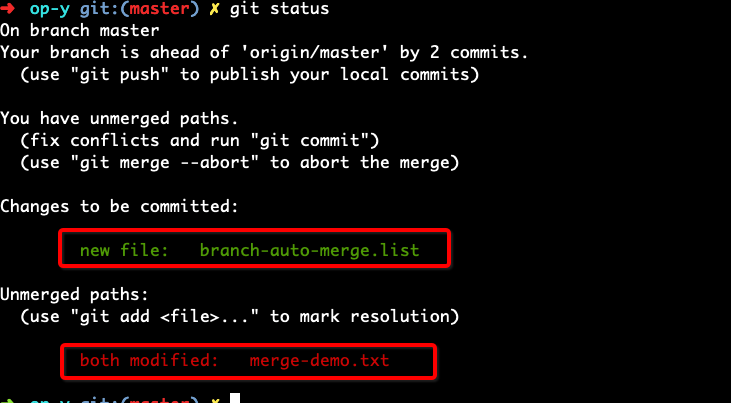 ➜ op-y git:(master) ✗ git status
On branch master
Your branch is ahead of 'origin/master' by 2 commits.
(use "git push" to publish your local commits)
You have unmerged paths.
(fix conflicts and run "git commit")
(use "git merge --abort" to abort the merge)
Changes to be committed:
new file: branch-auto-merge.list
Unmerged paths:
(use "git add <file>..." to mark resolution)
both modified: merge-demo.txt
➜ op-y git:(master) ✗